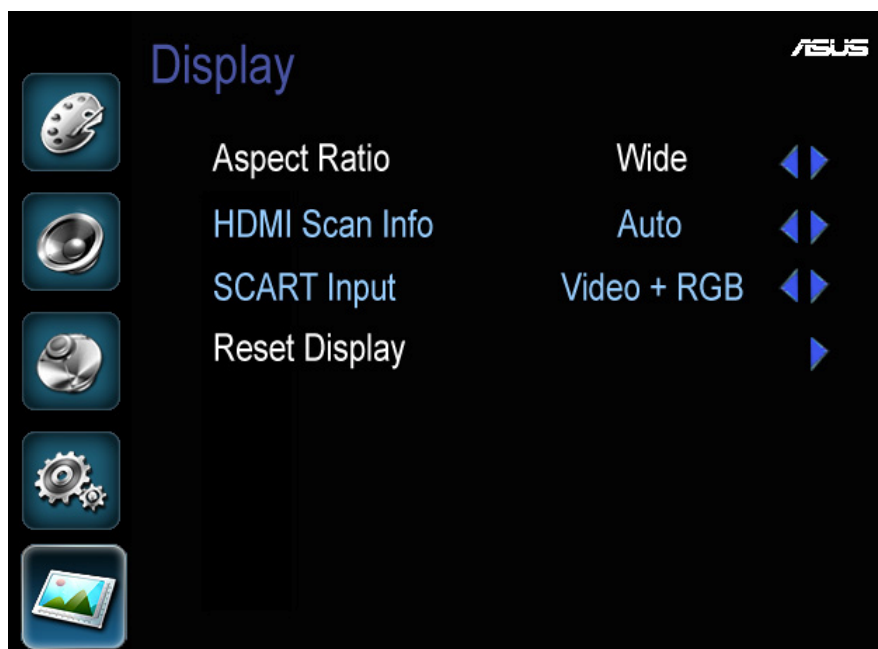 Display
ASUS
Aspect Ratio Wide
HDMI Scan Info Auto
SCART Input Video + RGB
Reset Display